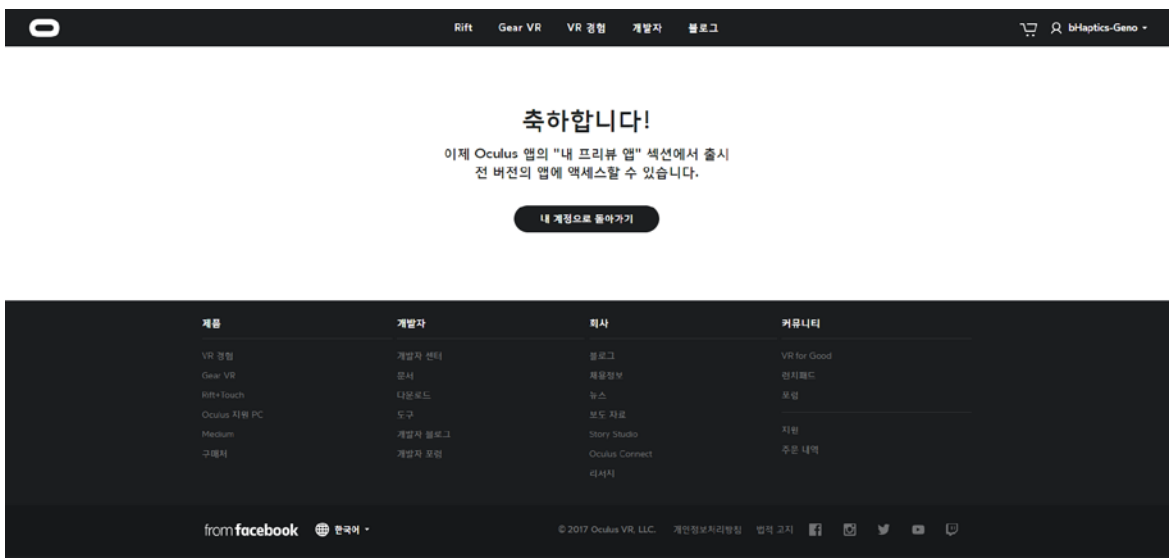 Rift Gear VR VR 경험 개발자 블로그 bHaptics-Geno
축하합니다!
이제 Oculus 앱의 "내 프리뷰 앱" 섹션에서 출시
전 버전의 앱에 액세스할 수 있습니다.
내 계정으로 돌아가기
제품 개발자 회사 커뮤니티
VR 경험 개발자 센터 블로그 VR for Good
Gear VR 문서 채용정보 런치패드
Rift+Touch 다운로드 뉴스 포럼
Oculus 지원 PC 도구 보도 자료
Medium 개발자 블로그 Story Studio 지원
구매처 개발자 포럼 Oculus Connect 주문 내역
리서치
from facebook 한국어 © 2017 Oculus VR, LLC. 개인정보처리방침 법적 고지